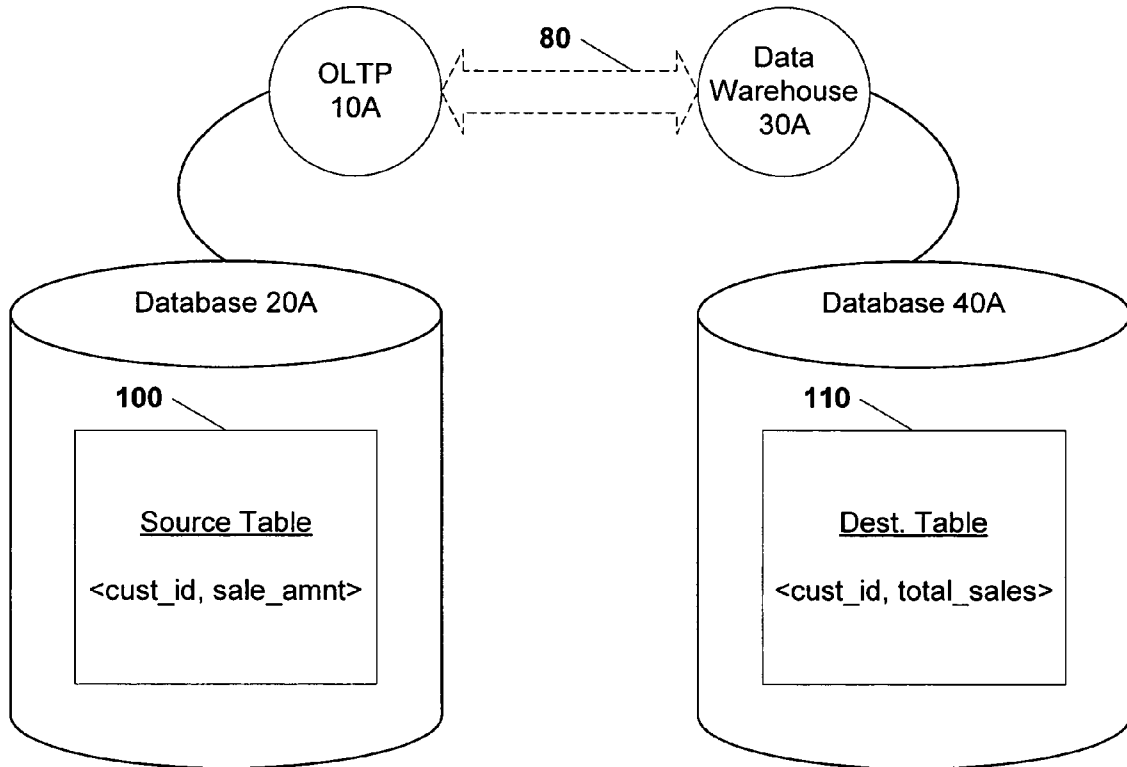 80
OLTP
10A
Data
Warehouse
30A
Database 20A
Database 40A
100
110
Source Table
<cust_id, sale_amnt>
Dest. Table
<cust_id, total_sales>